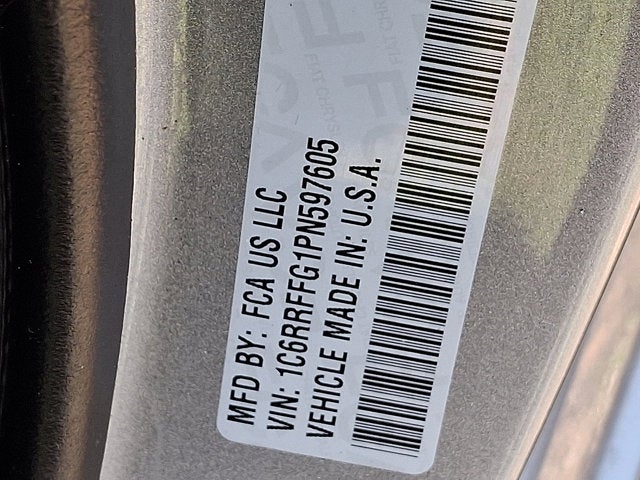 MFD BY: FCA US LLC
VIN: 1C6RRFFG1PN597605
VEHICLE MADE IN: U.S.A.